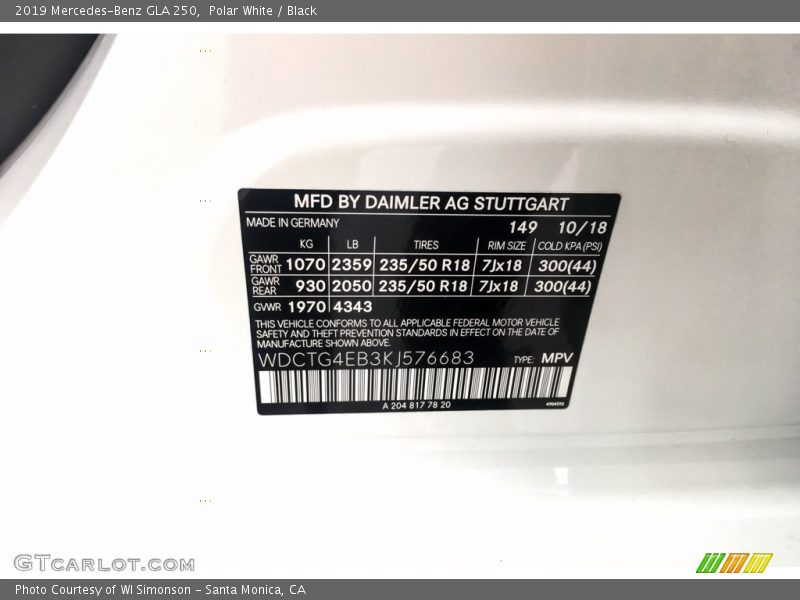 2019 Mercedes-Benz GLA 250,  Polar White / Black
MFD BY DAIMLER AG STUTTGART
MADE IN GERMANY 149 10/18
KG LB TIRES RIM SIZE COLD KPA (PSI)
GAWR FRONT 1070 2359 235/50 R18 7Jx18 300(44)
GAWR REAR 930 2050 235/50 R18 7Jx18 300(44)
GVWR 1970 4343
THIS VEHICLE CONFORMS TO ALL APPLICABLE FEDERAL MOTOR VEHICLE
SAFETY AND THEFT PREVENTION STANDARDS IN EFFECT ON THE DATE OF
MANUFACTURE SHOWN ABOVE.
WDCTG4EB3KJ576683 TYPE: MPV
A 204 817 78 20
GTCARLOT.COM
Photo Courtesy of WI Simonson - Santa Monica, CA